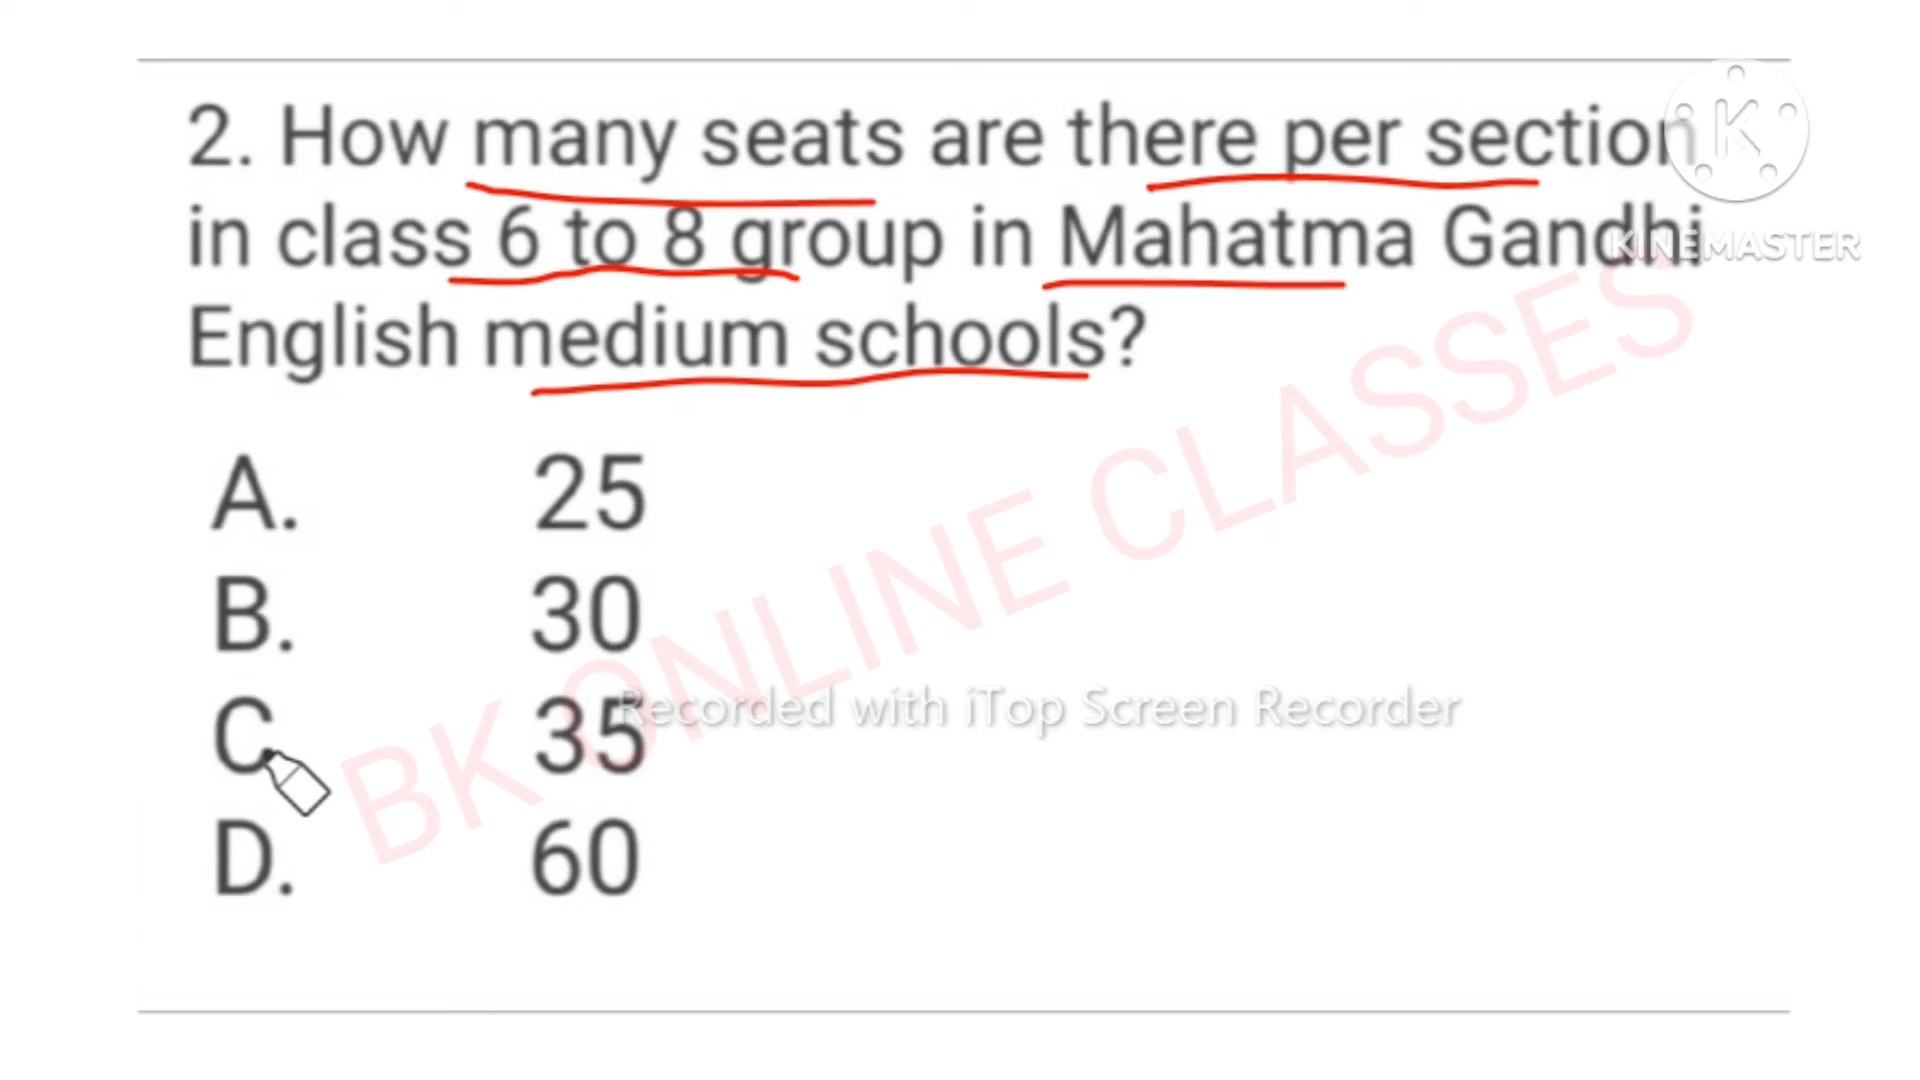 2. How many seats are there per section
in class 6 to 8 group in Mahatma Gandhi
English medium schools?
A. 25
B. 30
C. 35
D. 60
K
KINEMASTER
BK ONLINE CLASSES
Recorded with iTop Screen Recorder